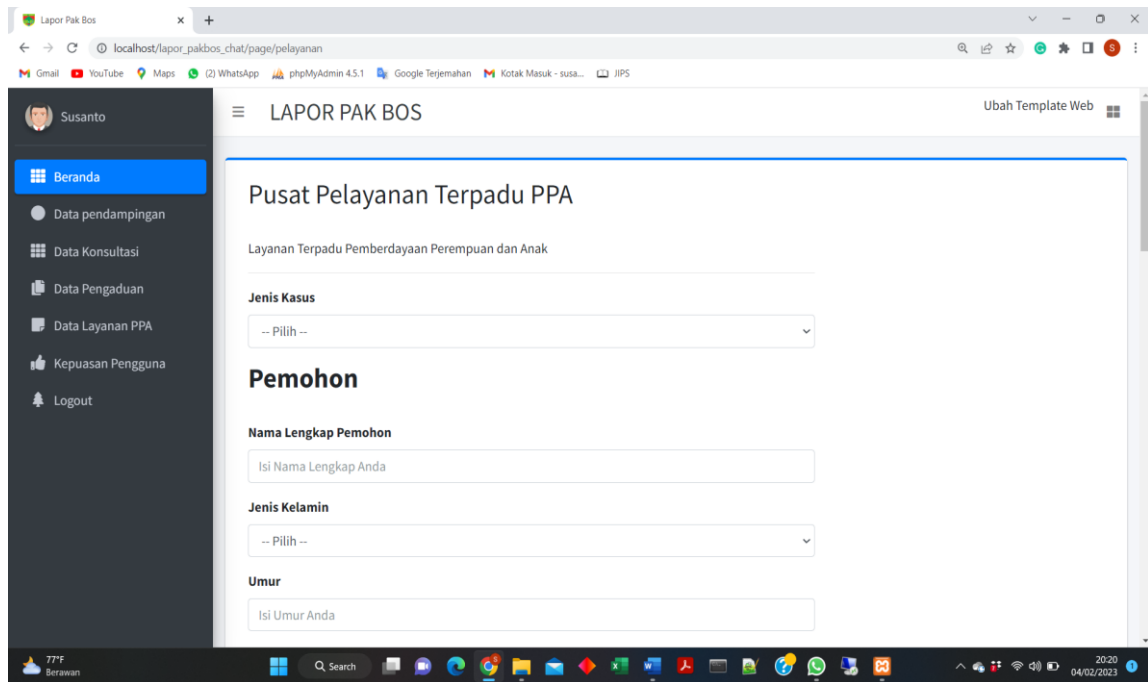 Lapor Pak Bos
localhost/lapor_pakbos_chat/page/pelayanan
S
Gmail YouTube Maps (2) WhatsApp phpMyAdmin 4.5.1 Google Terjemahan Kotak Masuk - susa... JIPS
Susanto
LAPOR PAK BOS
Ubah Template Web
Beranda
Data pendampingan
Data Konsultasi
Data Pengaduan
Data Layanan PPA
Kepuasan Pengguna
Logout
Pusat Pelayanan Terpadu PPA
Layanan Terpadu Pemberdayaan Perempuan dan Anak
Jenis Kasus
-- Pilih --
Pemohon
Nama Lengkap Pemohon
Isi Nama Lengkap Anda
Jenis Kelamin
-- Pilih --
Umur
Isi Umur Anda
77°F
Berawan
Search
20:20
04/02/2023
1